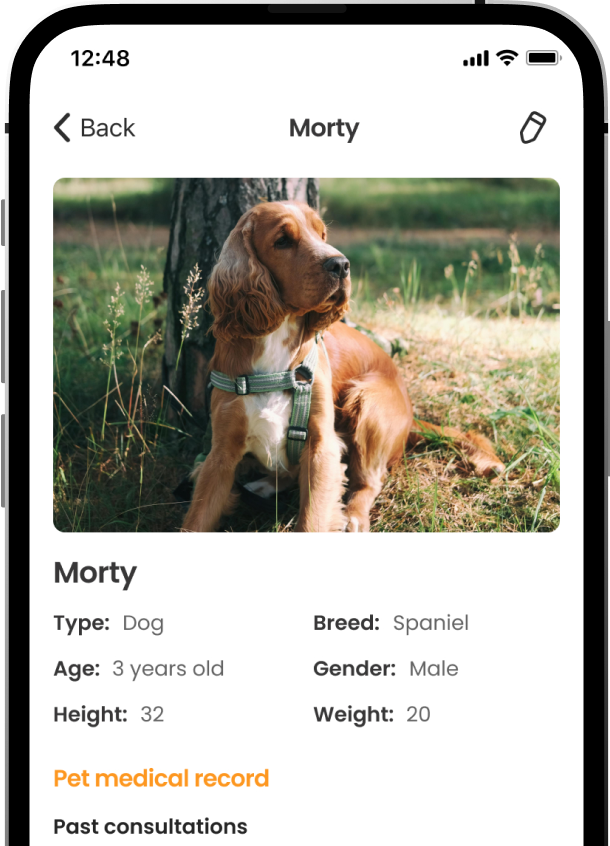 12:48
Back
Morty
Morty
Type: Dog
Breed: Spaniel
Age: 3 years old
Gender: Male
Height: 32
Weight: 20
Pet medical record
Past consultations